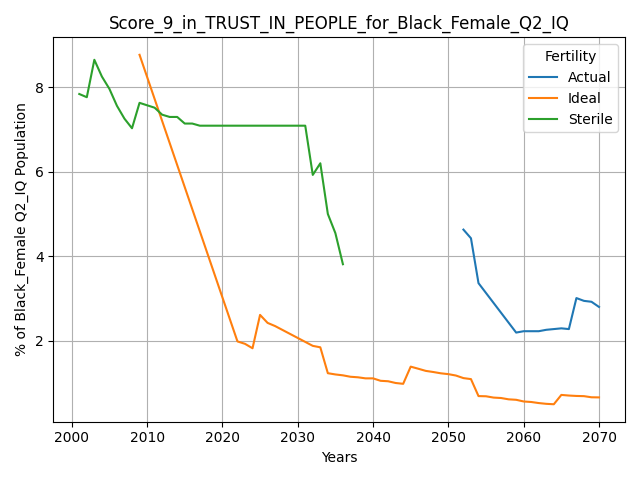 Score_9_in_TRUST_IN_PEOPLE_for_Black_Female_Q2_IQ
Fertility
Actual
Ideal
Sterile
% of Black_Female Q2_IQ Population
8
6
4
2
2000 2010 2020 2030 2040 2050 2060 2070
Years